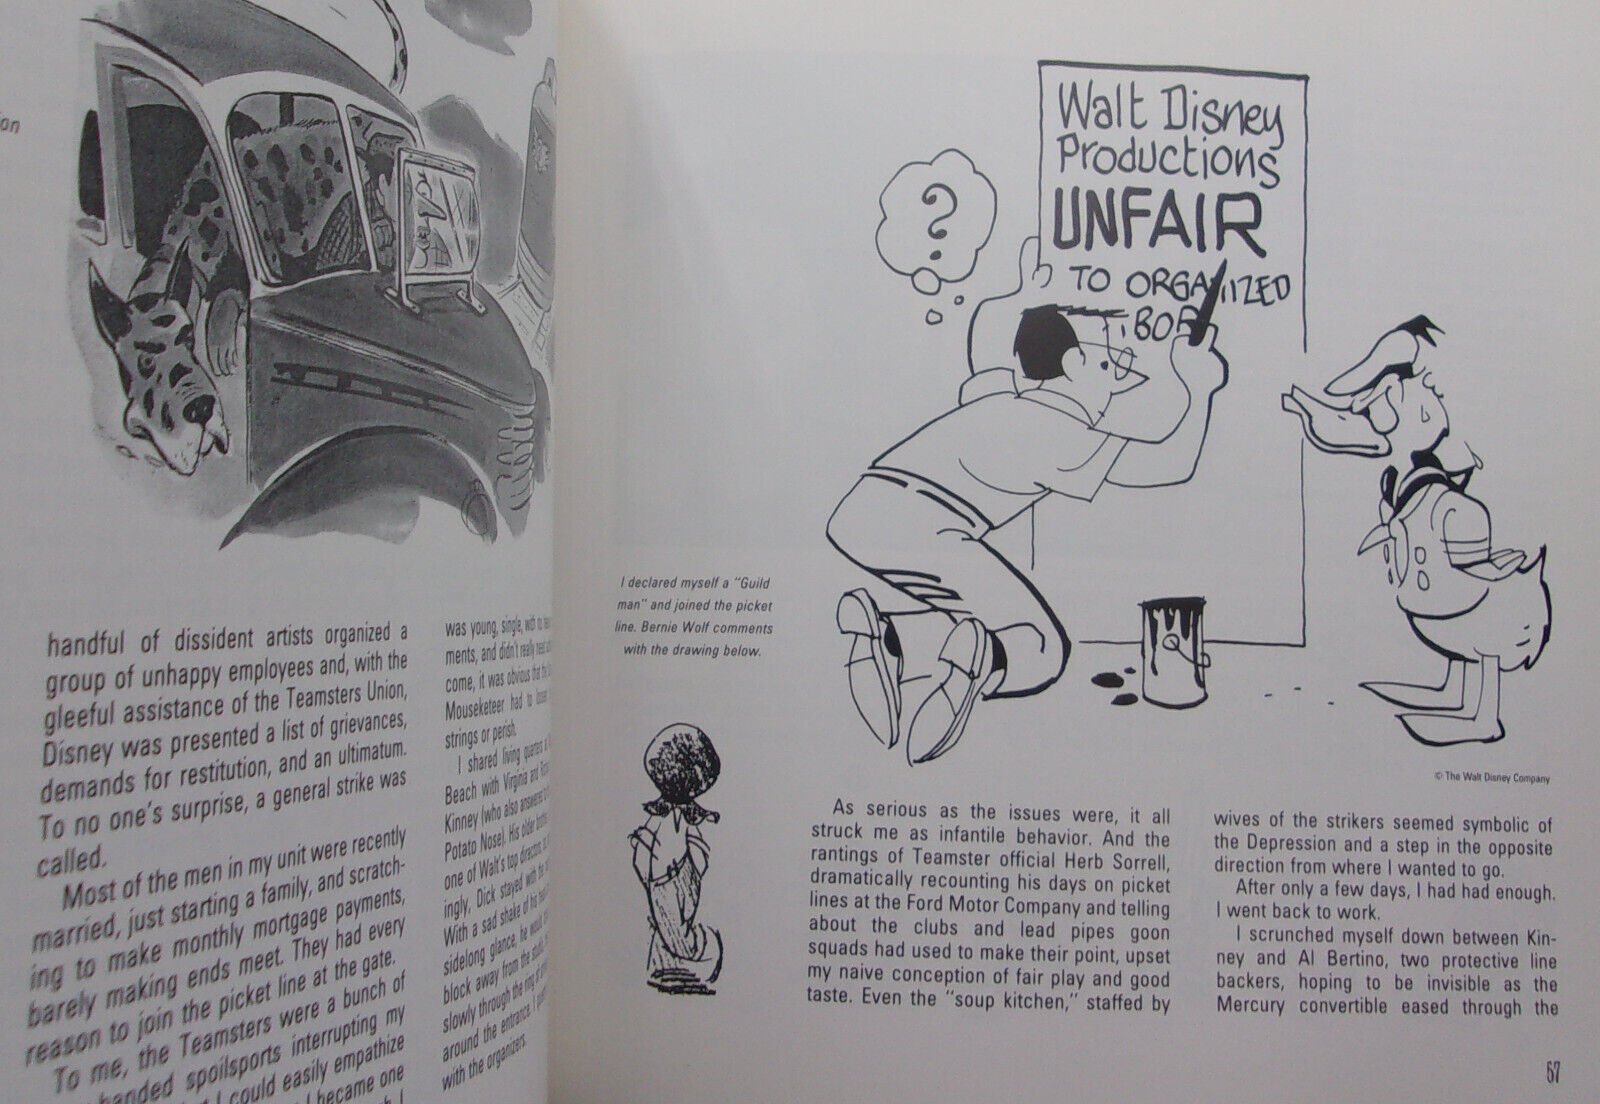 on
handful of dissident artists organized a
group of unhappy employees and, with the
gleeful assistance of the Teamsters Union,
Disney was presented a list of grievances,
demands for restitution, and an ultimatum.
To no one's surprise, a general strike was
called.
Most of the men in my unit were recently
married, just starting a family, and scratch-
ing to make monthly mortgage payments,
barely making ends meet. They had every
reason to join the picket line at the gate.
To me, the Teamsters were a bunch of
handed spoilsports interrupting my
I could easily empathize
I became one
was young, single, with
ments, and didn't really
come, it was obvious that the
Mouseketeer had to loosen
strings or perish.
I shared living quarters
Beach with Virginia and
Kinney (who also answered to
Potato Nose). His older
one of Walt's top directors.
ingly, Dick stayed with the
With a sad shake of his
sidelong glance, he would
block away from the studio,
slowly through the ring of
around the entrance. I
with the organizers.
Walt Disney
Productions
UNFAIR
TO ORGANIZED
?
I declared myself a "Guild
man" and joined the picket
line. Bernie Wolf comments
with the drawing below.
© The Walt Disney Company
As serious as the issues were, it all
struck me as infantile behavior. And the
rantings of Teamster official Herb Sorrell,
dramatically recounting his days on picket
lines at the Ford Motor Company and telling
about the clubs and lead pipes goon
squads had used to make their point, upset
my naive conception of fair play and good
taste. Even the "soup kitchen," staffed by
wives of the strikers seemed symbolic of
the Depression and a step in the opposite
direction from where I wanted to go.
After only a few days, I had had enough.
I went back to work.
I scrunched myself down between Kin-
ney and Al Bertino, two protective line
backers, hoping to be invisible as the
Mercury convertible eased through the
67